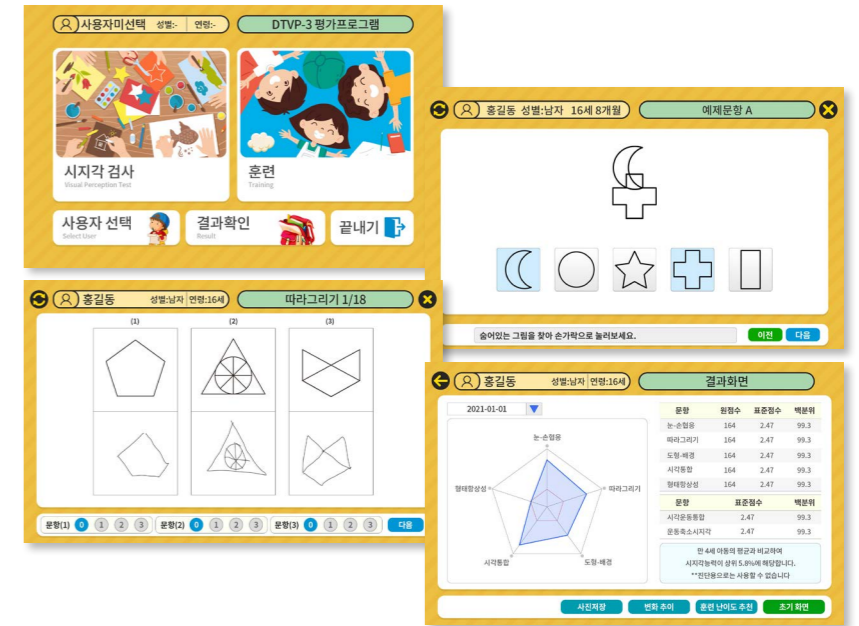 사용자미선택 성별:- 연령:-
DTVP-3 평가프로그램
시지각 검사
Visual Perception Test
훈련
Training
사용자 선택
Select User
결과확인
Result
끝내기
홍길동 성별:남자 16세 8개월
예제문항 A
숨어있는 그림을 찾아 손가락으로 눌러보세요.
이전
다음
홍길동 성별:남자 연령:16세
따라그리기 1/18
(1) (2) (3)
문항(1) 0 1 2 3 문항(2) 0 1 2 3 문항(3) 0 1 2 3 다음
홍길동 성별:남자 연령:16세
결과화면
2021-01-01
눈-손협응
형태항상성
따라그리기
시각통합
도형-배경
문항 원점수 표준점수 백분위
눈-손협응 164 2.47 99.3
따라그리기 164 2.47 99.3
도형-배경 164 2.47 99.3
시각통합 164 2.47 99.3
형태항상성 164 2.47 99.3
문항 표준점수 백분위
시각운동통합 2.47 99.3
운동축소시지각 2.47 99.3
만 4세 아동의 평균과 비교하여
시지각능력이 상위 5.8%에 해당합니다.
**진단용으로는 사용할 수 없습니다
사진저장
변화 추이
훈련 난이도 추천
초기 화면